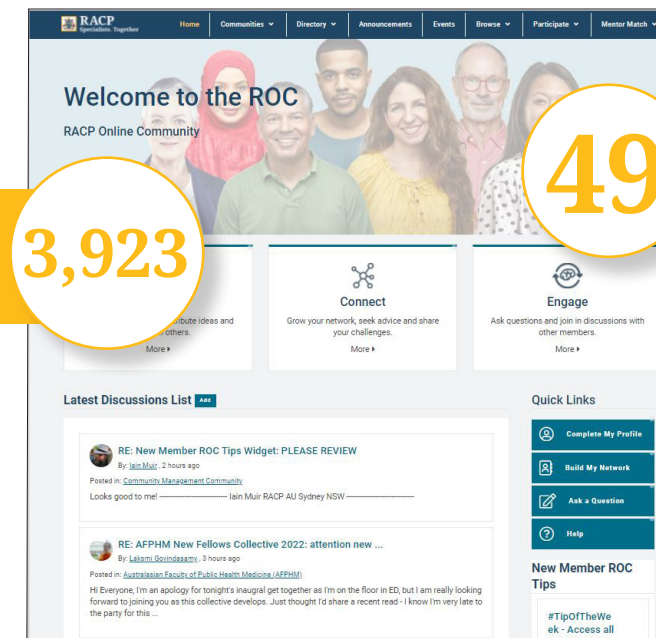 RACP
Specialists. Together
Home
Communities
Directory
Announcements
Events
Browse
Participate
Mentor Match
Welcome to the ROC
RACP Online Community
49
3,923
ideas and
others.
More
Connect
Grow your network, seek advice and share
your challenges.
More
Engage
Ask questions and join in discussions with
other members.
More
Latest Discussions List Add
RE: New Member ROC Tips Widget: PLEASE REVIEW
By: Iain Muir , 2 hours ago
Posted in: Community Management Community
Looks good to me! ------------------------------ Iain Muir RACP AU Sydney NSW ------------------------------
RE: AFPHM New Fellows Collective 2022: attention new ...
By: Laksmi Govindasamy , 3 hours ago
Posted in: Australasian Faculty of Public Health Medicine (AFPHM)
Hi Everyone, I'm an apology for tonight's inaugral get together as I'm on the floor in ED, but I am really looking
forward to joining you as this collective develops. Just thought I'd share a recent read - I know I'm very late to
the party for this ...
Quick Links
Complete My Profile
Build My Network
Ask a Question
Help
New Member ROC
Tips
#TipOfTheWe
ek - Access all